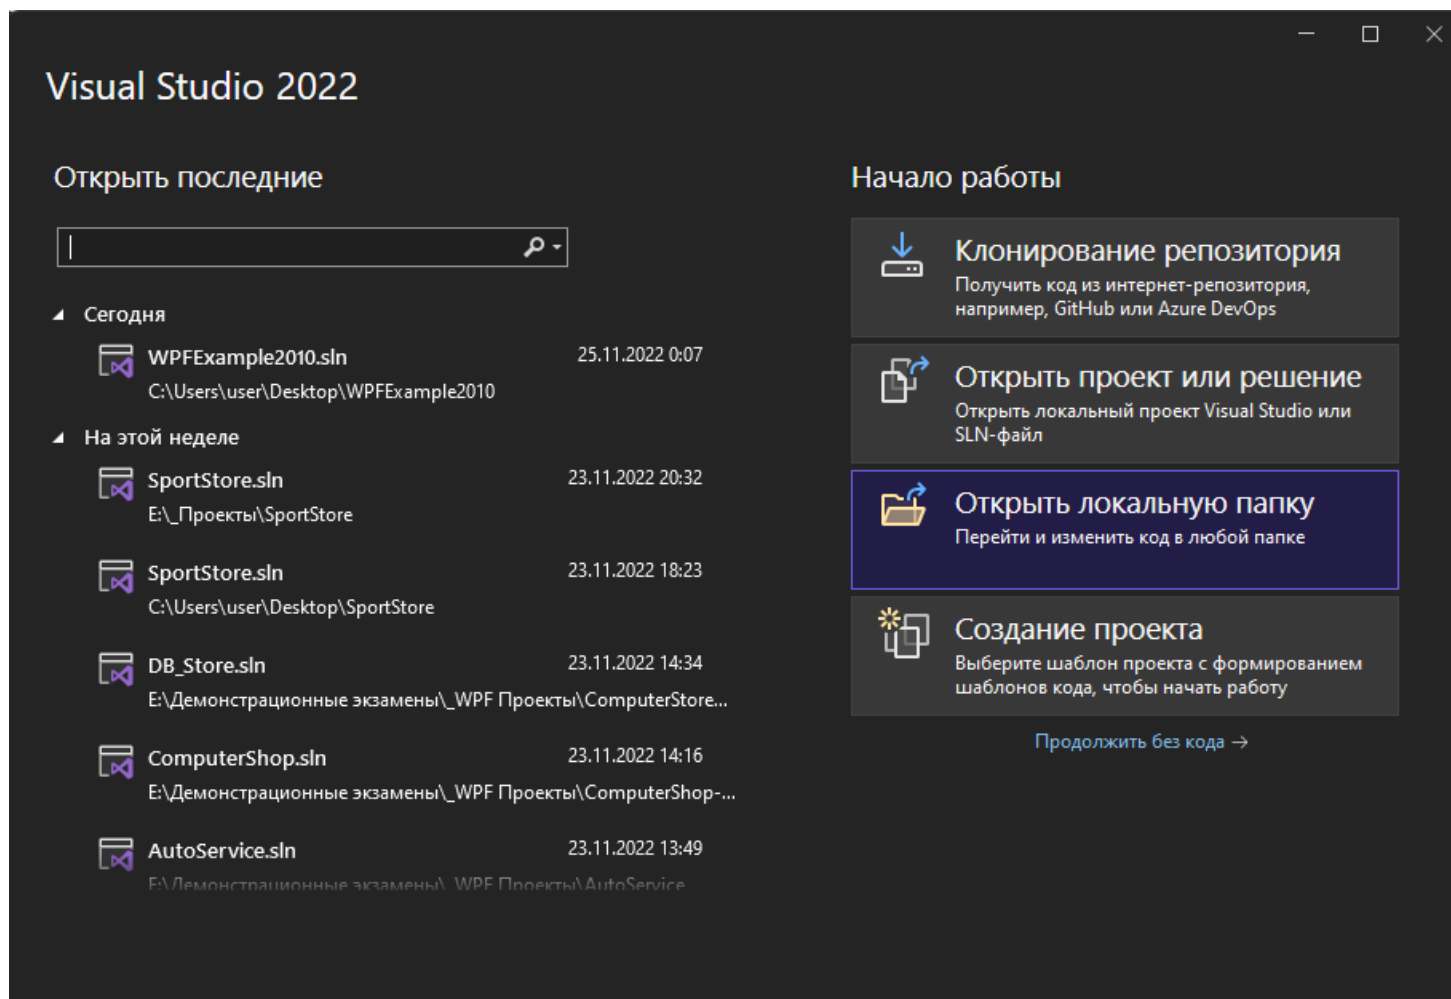 Visual Studio 2022
Открыть последние
Сегодня
WPFExample2010.sln 25.11.2022 0:07
C:\Users\user\Desktop\WPFExample2010
На этой неделе
SportStore.sln 23.11.2022 20:32
E:\_Проекты\SportStore
SportStore.sln 23.11.2022 18:23
C:\Users\user\Desktop\SportStore
DB_Store.sln 23.11.2022 14:34
E:\Демонстрационные экзамены\_WPF Проекты\ComputerStore...
ComputerShop.sln 23.11.2022 14:16
E:\Демонстрационные экзамены\_WPF Проекты\ComputerShop-...
AutoService.sln 23.11.2022 13:49
E:\Демонстрационные экзамены\_WPF Проекты\AutoService
Начало работы
Клонирование репозитория
Получить код из интернет-репозитория,
например, GitHub или Azure DevOps
Открыть проект или решение
Открыть локальный проект Visual Studio или
SLN-файл
Открыть локальную папку
Перейти и изменить код в любой папке
Создание проекта
Выберите шаблон проекта с формированием
шаблонов кода, чтобы начать работу
Продолжить без кода →